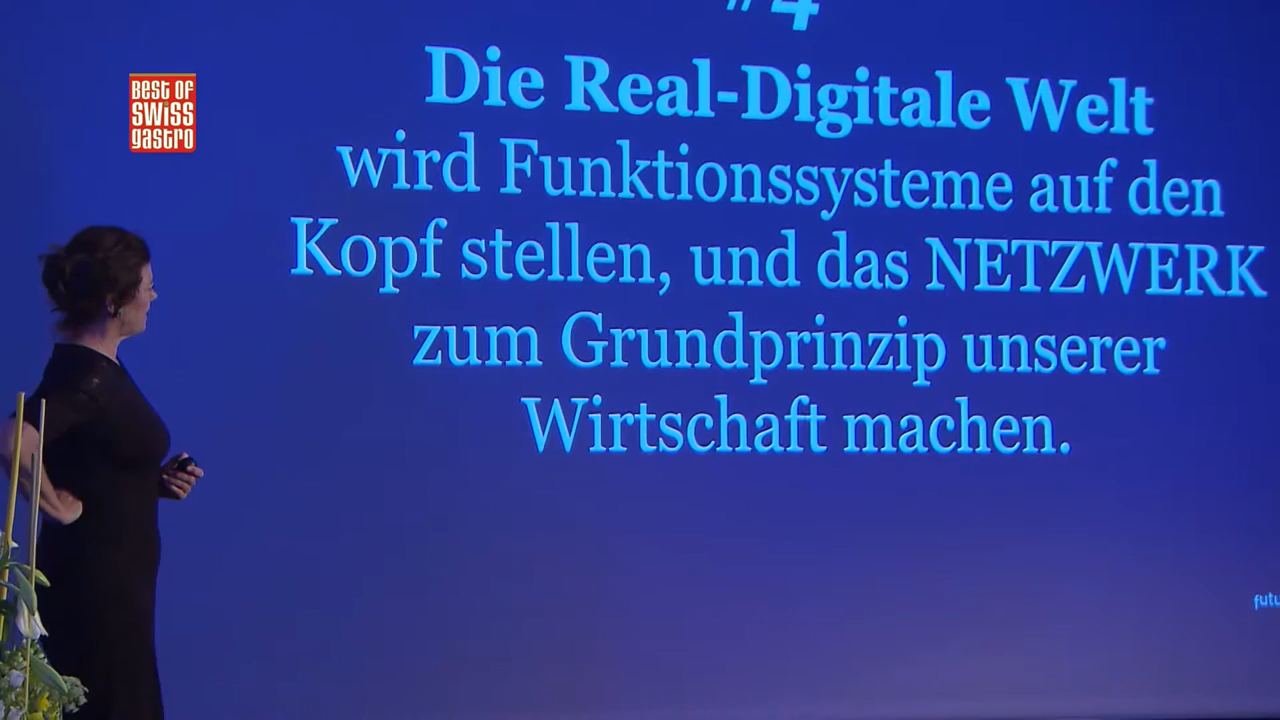 #4
BEST OF
SWISS
gastro
Die Real-Digitale Welt
wird Funktionssysteme auf den
Kopf stellen, und das NETZWERK
zum Grundprinzip unserer
Wirtschaft machen.